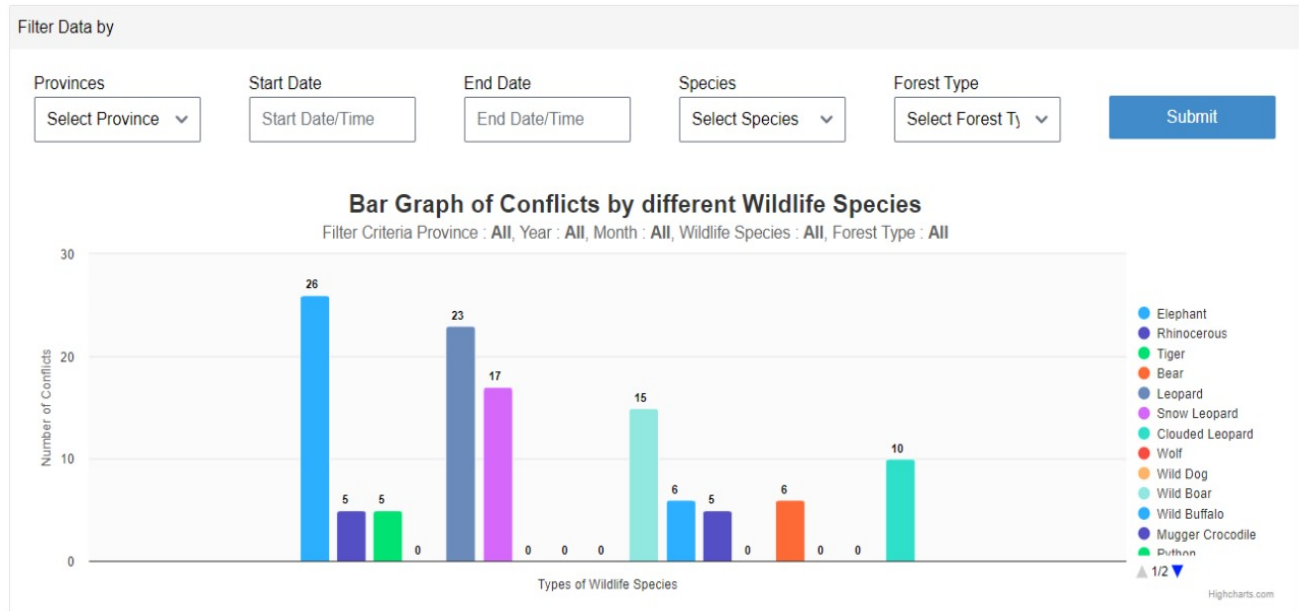 Filter Data by
Provinces Start Date End Date Species Forest Type
Select Province Start Date/Time End Date/Time Select Species Select Forest Ty Submit
Bar Graph of Conflicts by different Wildlife Species
Filter Criteria Province : All, Year : All, Month : All, Wildlife Species : All, Forest Type : All
Number of Conflicts
30
20
10
0
26
5
5
0
23
17
0
0
0
15
6
5
0
6
0
0
10
Types of Wildlife Species
Elephant
Rhinocerous
Tiger
Bear
Leopard
Snow Leopard
Clouded Leopard
Wolf
Wild Dog
Wild Boar
Wild Buffalo
Mugger Crocodile
Python
1/2
Highcharts.com